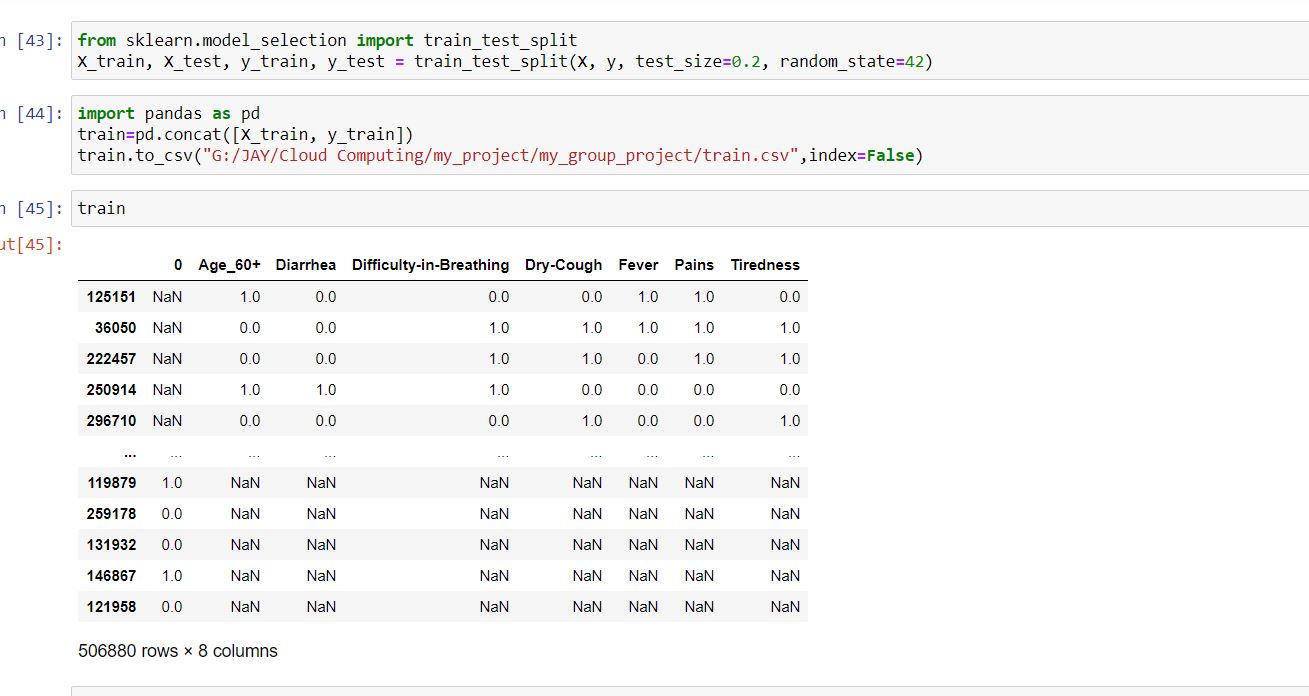 n [43]: from sklearn.model_selection import train_test_split
X_train, X_test, y_train, y_test = train_test_split(X, y, test_size=0.2, random_state=42)
n [44]: import pandas as pd
train=pd.concat([X_train, y_train])
train.to_csv("G:/JAY/Cloud Computing/my_project/my_group_project/train.csv",index=False)
n [45]: train
ut[45]:
0 Age_60+ Diarrhea Difficulty-in-Breathing Dry-Cough Fever Pains Tiredness
125151 NaN 1.0 0.0 0.0 0.0 1.0 1.0 0.0
36050 NaN 0.0 0.0 1.0 1.0 1.0 1.0 1.0
222457 NaN 0.0 0.0 1.0 1.0 0.0 1.0 1.0
250914 NaN 1.0 1.0 1.0 0.0 0.0 0.0 0.0
296710 NaN 0.0 0.0 0.0 1.0 0.0 0.0 1.0
... ... ... ... ... ... ... ... ...
119879 1.0 NaN NaN NaN NaN NaN NaN NaN
259178 0.0 NaN NaN NaN NaN NaN NaN NaN
131932 0.0 NaN NaN NaN NaN NaN NaN NaN
146867 1.0 NaN NaN NaN NaN NaN NaN NaN
121958 0.0 NaN NaN NaN NaN NaN NaN NaN
506880 rows × 8 columns